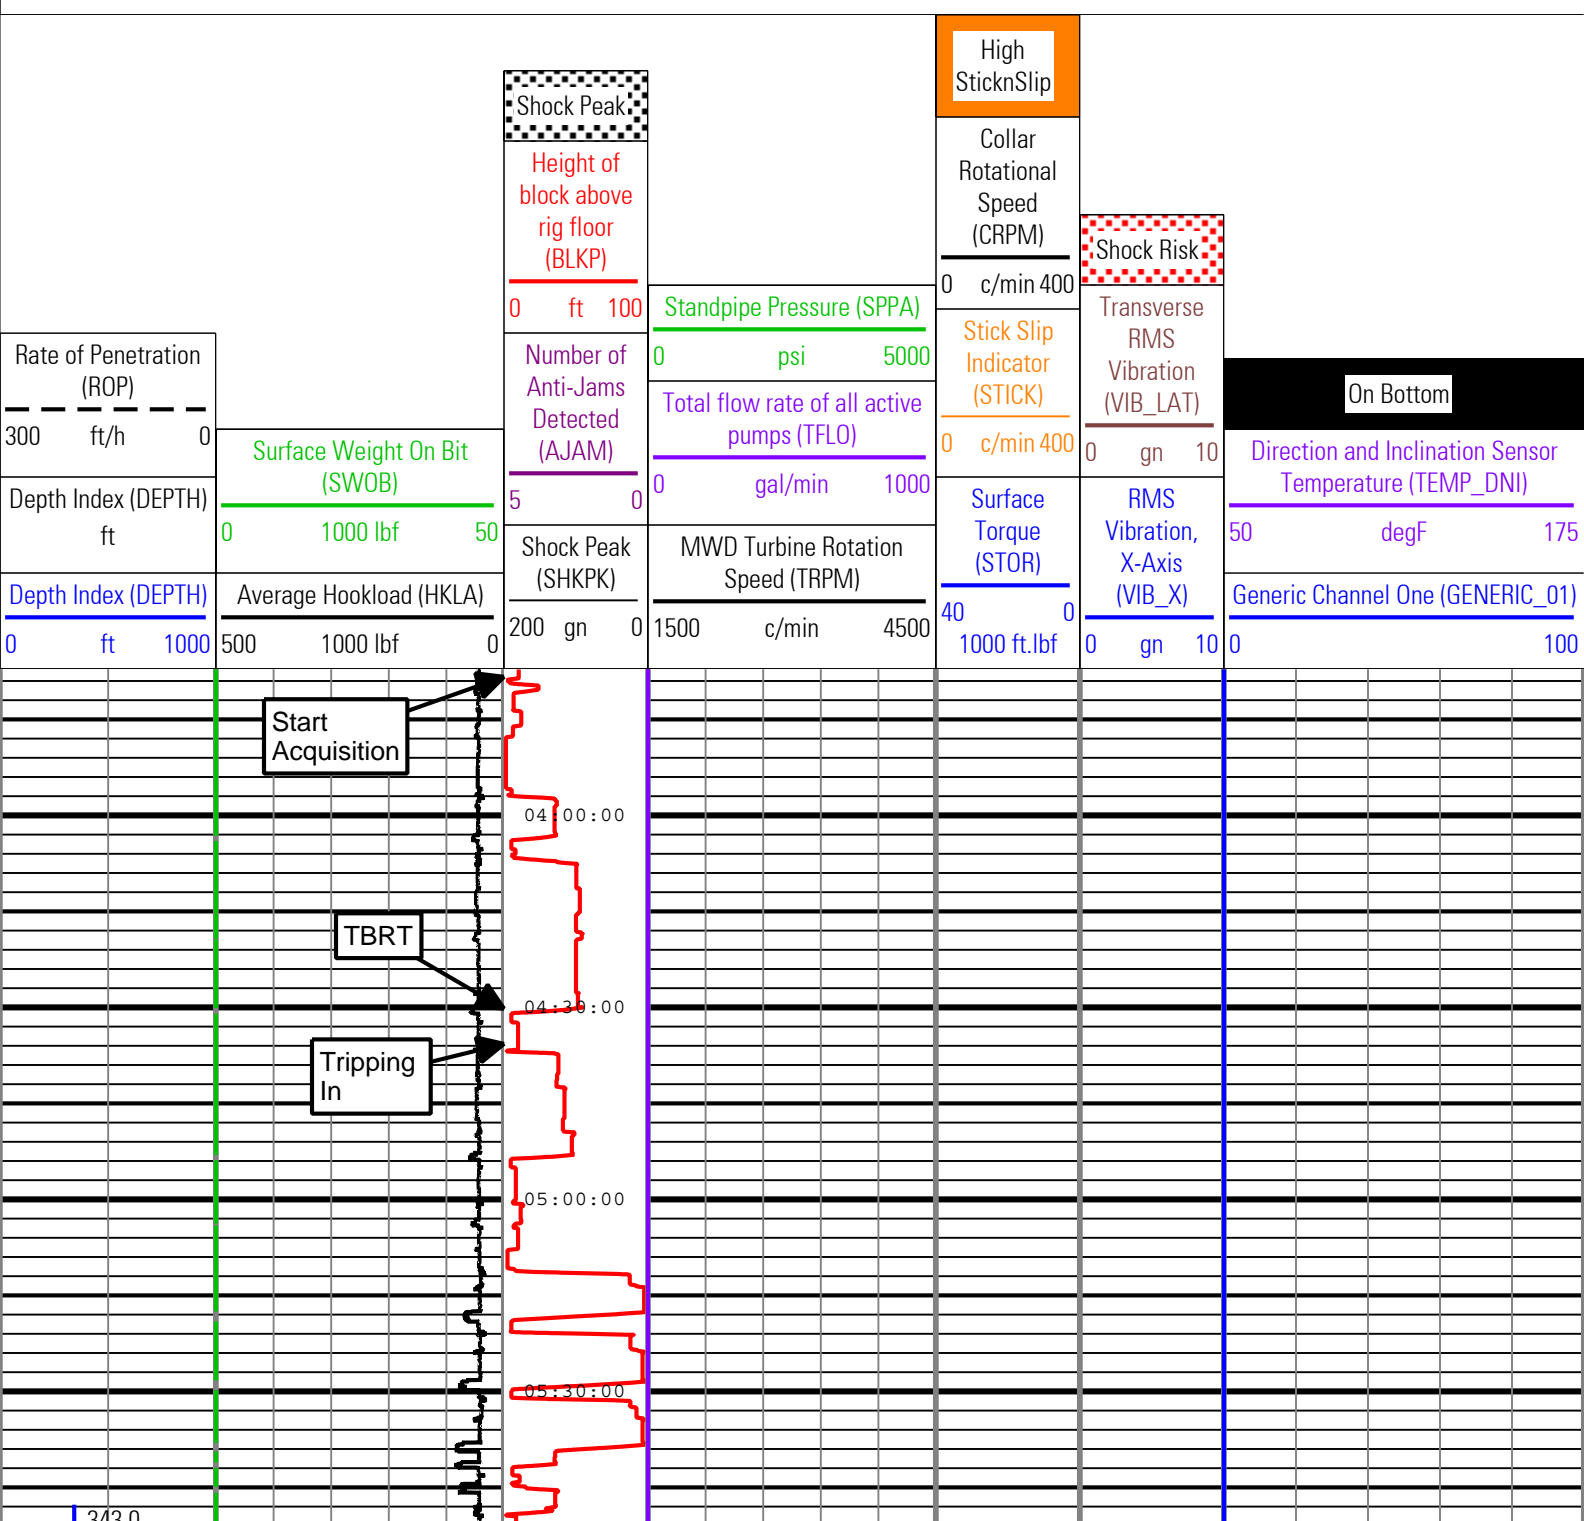 Rate of Penetration
(ROP)
300 ft/h 0
Depth Index (DEPTH)
ft
Depth Index (DEPTH)
0 ft 1000
Surface Weight On Bit
(SWOB)
0 1000 lbf 50
Average Hookload (HKLA)
500 1000 lbf 0
Shock Peak
Height of
block above
rig floor
(BLKP)
0 ft 100
Number of
Anti-Jams
Detected
(AJAM)
5 0
Shock Peak
(SHKPK)
200 gn 0
Standpipe Pressure (SPPA)
0 psi 5000
Total flow rate of all active
pumps (TFLO)
0 gal/min 1000
MWD Turbine Rotation
Speed (TRPM)
1500 c/min 4500
High
SticknSlip
Collar
Rotational
Speed
(CRPM)
0 c/min 400
Stick Slip
Indicator
(STICK)
0 c/min 400
Surface
Torque
(STOR)
40 0
1000 ft.lbf
Shock Risk
Transverse
RMS
Vibration
(VIB_LAT)
0 gn 10
RMS
Vibration,
X-Axis
(VIB_X)
0 gn 10
On Bottom
Direction and Inclination Sensor
Temperature (TEMP_DNI)
50 degF 175
Generic Channel One (GENERIC_01)
0 100
Start
Acquisition
04:00:00
TBRT
04:30:00
Tripping
In
05:00:00
05:30:00
343.0